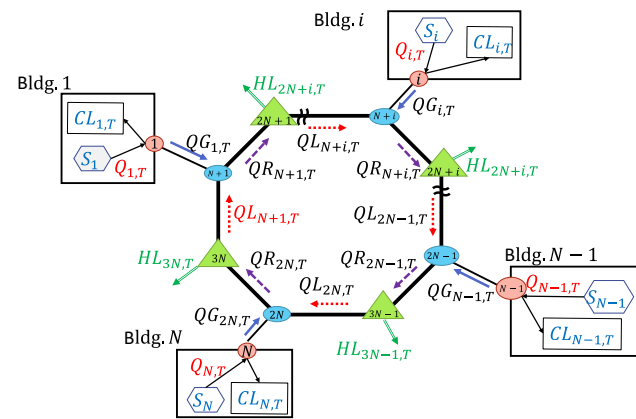 Bldg. i
S_i
Q_{i,T}
CL_{i,T}
i
Bldg. 1
CL_{1,T}
S_1
Q_{1,T}
1
QG_{1,T}
N+1
HL_{2N+i,T}
2N+1
QL_{N+i,T}
QR_{N+1,T}
N+i
QG_{i,T}
QR_{N+i,T}
2N+i
HL_{2N+i,T}
QL_{N+1,T}
QL_{2N-1,T}
3N
HL_{3N,T}
QR_{2N,T}
QL_{2N,T}
QR_{2N-1,T}
2N-1
QG_{N-1,T}
Bldg. N-1
N-1
Q_{N-1,T}
S_{N-1}
CL_{N-1,T}
QG_{2N,T}
2N
3N-1
HL_{3N-1,T}
Bldg. N
N
Q_{N,T}
S_N
CL_{N,T}